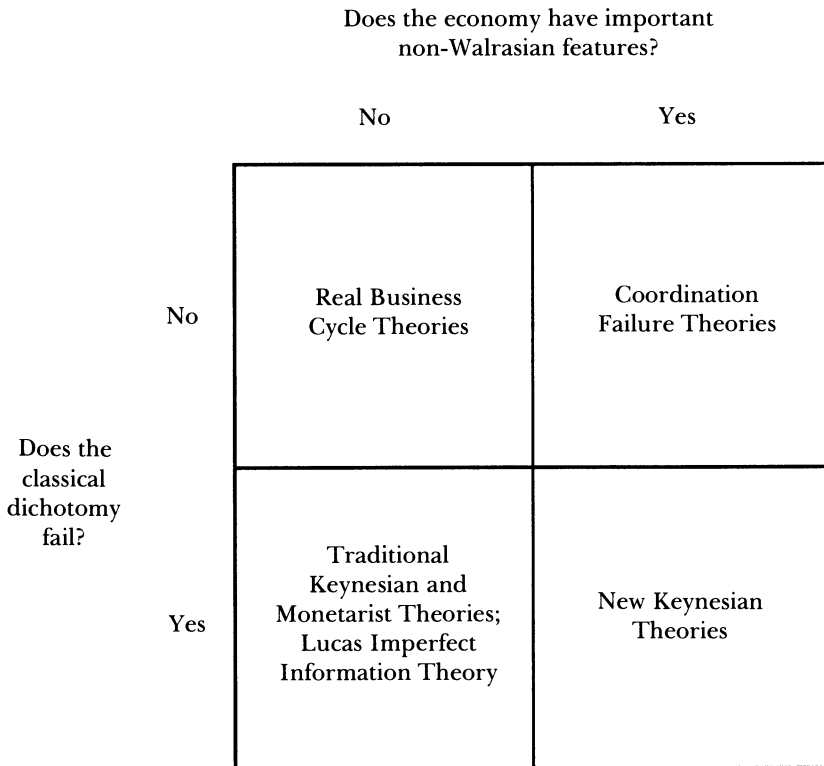 Does the economy have important
non-Walrasian features?
No
Yes
Real Business
Cycle Theories
Coordination
Failure Theories
No
Does the
classical
dichotomy
fail?
Traditional
Keynesian and
Monetarist Theories;
Lucas Imperfect
Information Theory
New Keynesian
Theories
Yes